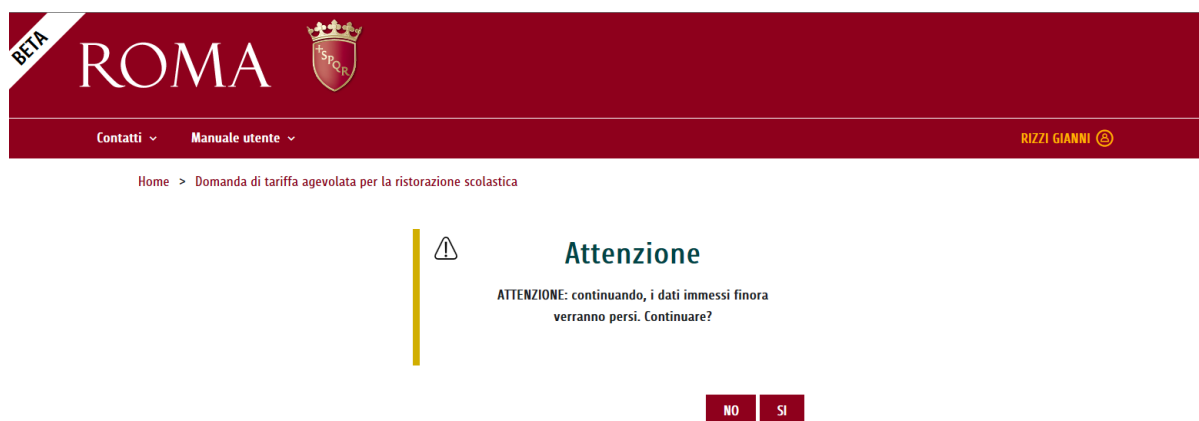 BETA
ROMA
SPQR
Contatti
Manuale utente
RIZZI GIANNI
Home > Domanda di tariffa agevolata per la ristorazione scolastica
Attenzione
ATTENZIONE: continuando, i dati immessi finora
verranno persi. Continuare?
NO
SI